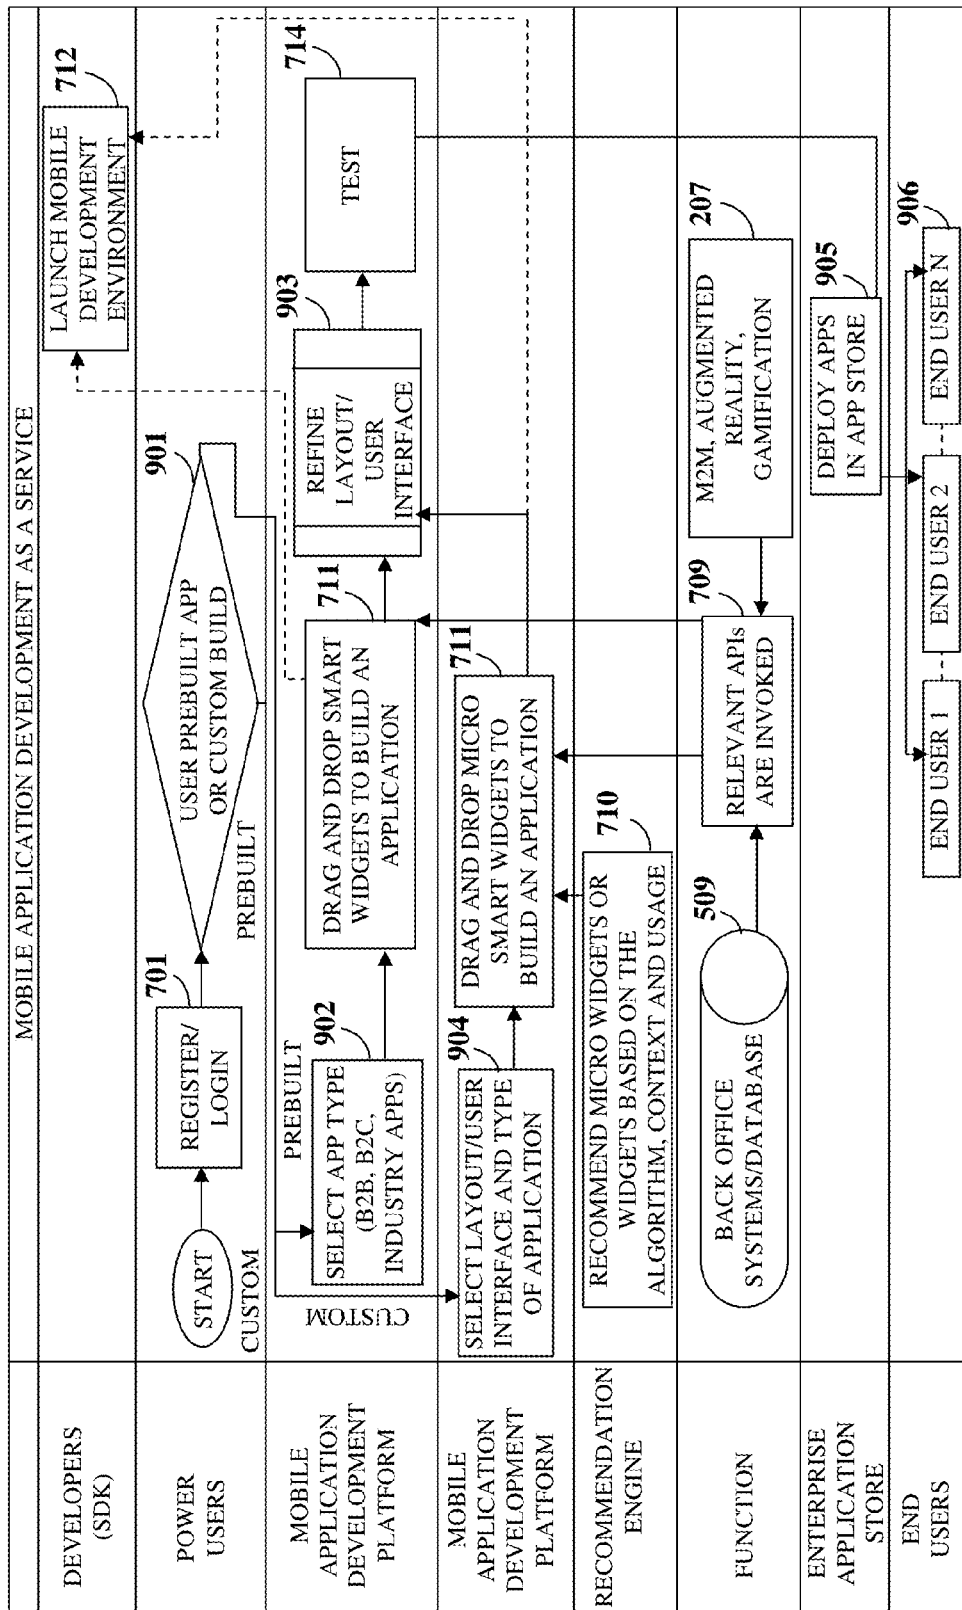 MOBILE APPLICATION DEVELOPMENT AS A SERVICE
DEVELOPERS
(SDK)
LAUNCH MOBILE
DEVELOPMENT
ENVIRONMENT
712
POWER
USERS
START
CUSTOM
REGISTER/
LOGIN
701
USER PREBUILT APP
OR CUSTOM BUILD
901
PREBUILT
MOBILE
APPLICATION
DEVELOPMENT
PLATFORM
PREBUILT
CUSTOM
SELECT APP TYPE
(B2B, B2C,
INDUSTRY APPS)
902
DRAG AND DROP SMART
WIDGETS TO BUILD AN
APPLICATION
711
REFINE
LAYOUT/
USER
INTERFACE
903
TEST
714
MOBILE
APPLICATION
DEVELOPMENT
PLATFORM
SELECT LAYOUT/USER
INTERFACE AND TYPE
OF APPLICATION
904
DRAG AND DROP MICRO
SMART WIDGETS TO
BUILD AN APPLICATION
711
RECOMMENDATION
ENGINE
RECOMMEND MICRO WIDGETS OR
WIDGETS BASED ON THE
ALGORITHM, CONTEXT AND USAGE
710
FUNCTION
BACK OFFICE
SYSTEMS/DATABASE
509
RELEVANT APIs
ARE INVOKED
709
M2M, AUGMENTED
REALITY,
GAMIFICATION
207
ENTERPRISE
APPLICATION
STORE
DEPLOY APPS
IN APP STORE
905
END
USERS
END USER 1
END USER 2
END USER N
906